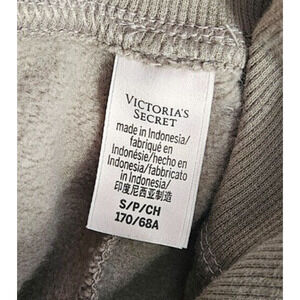 VICTORIA'S
SECRET
made in Indonesia/
fabriqué en
Indonésie/hecho en
Indonesia/fabbricato
in Indonesia/
印度尼西亚制造
S/P/CH
170/68A